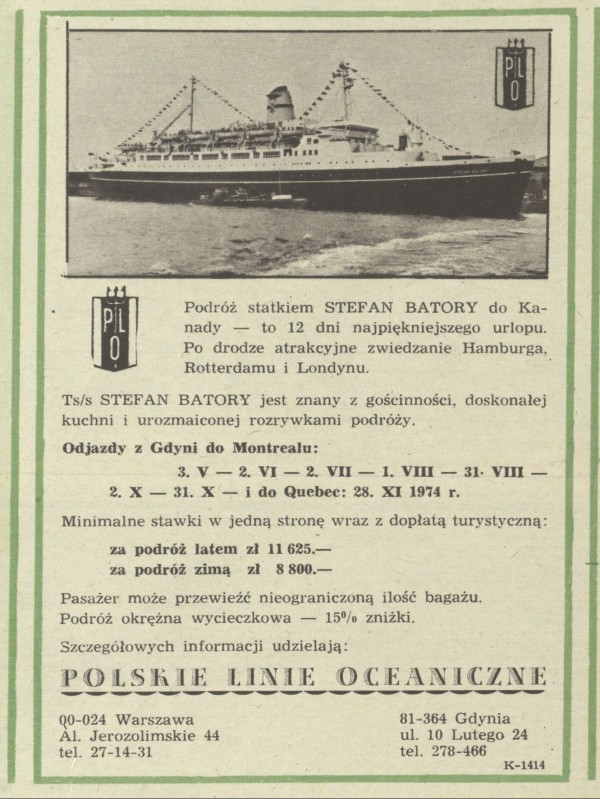 PLO
STEFAN BATORY
PLO
Podróż statkiem STEFAN BATORY do Ka-
nady — to 12 dni najpiękniejszego urlopu.
Po drodze atrakcyjne zwiedzanie Hamburga,
Rotterdamu i Londynu.
Ts/s STEFAN BATORY jest znany z gościnności, doskonałej
kuchni i urozmaiconej rozrywkami podróży.
Odjazdy z Gdyni do Montrealu:
3. V — 2. VI — 2. VII — 1. VIII — 31· VIII —
2. X — 31. X — i do Quebec: 28. XI 1974 r.
Minimalne stawki w jedną stronę wraz z dopłatą turystyczną:
za podróż latem zł 11 625.—
za podróż zimą zł 8 800.—
Pasażer może przewieźć nieograniczoną ilość bagażu.
Podróż okrężna wycieczkowa — 15% zniżki.
Szczegółowych informacji udzielają:
POLSKIE LINIE OCEANICZNE
00-024 Warszawa
Al. Jerozolimskie 44
tel. 27-14-31
81-364 Gdynia
ul. 10 Lutego 24
tel. 278-466
K-1414